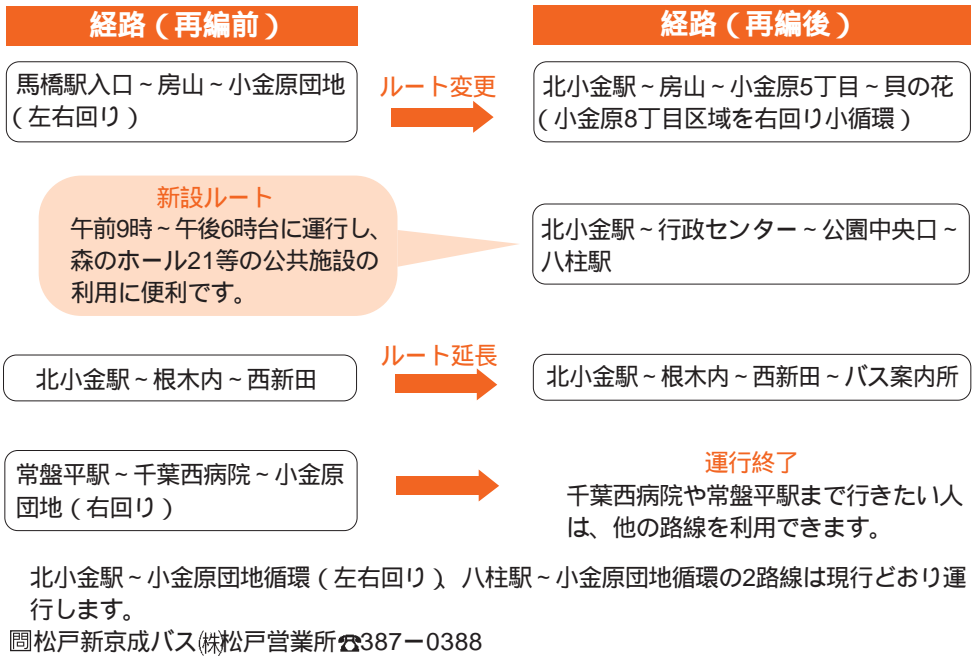 経路（再編前）
経路（再編後）
馬橋駅入口～房山～小金原団地
（左右回り）
ルート変更
北小金駅～房山～小金原5丁目～貝の花
（小金原8丁目区域を右回り小循環）
新設ルート
午前9時～午後6時台に運行し、
森のホール21等の公共施設の
利用に便利です。
北小金駅～行政センター～公園中央口～
八柱駅
北小金駅～根木内～西新田
ルート延長
北小金駅～根木内～西新田～バス案内所
常盤平駅～千葉西病院～小金原
団地（右回り）
運行終了
千葉西病院や常盤平駅まで行きたい人
は、他の路線を利用できます。
北小金駅～小金原団地循環（左右回り）、八柱駅～小金原団地循環の2路線は現行どおり運
行します。
問松戸新京成バス㈱松戸営業所☎387ー0388